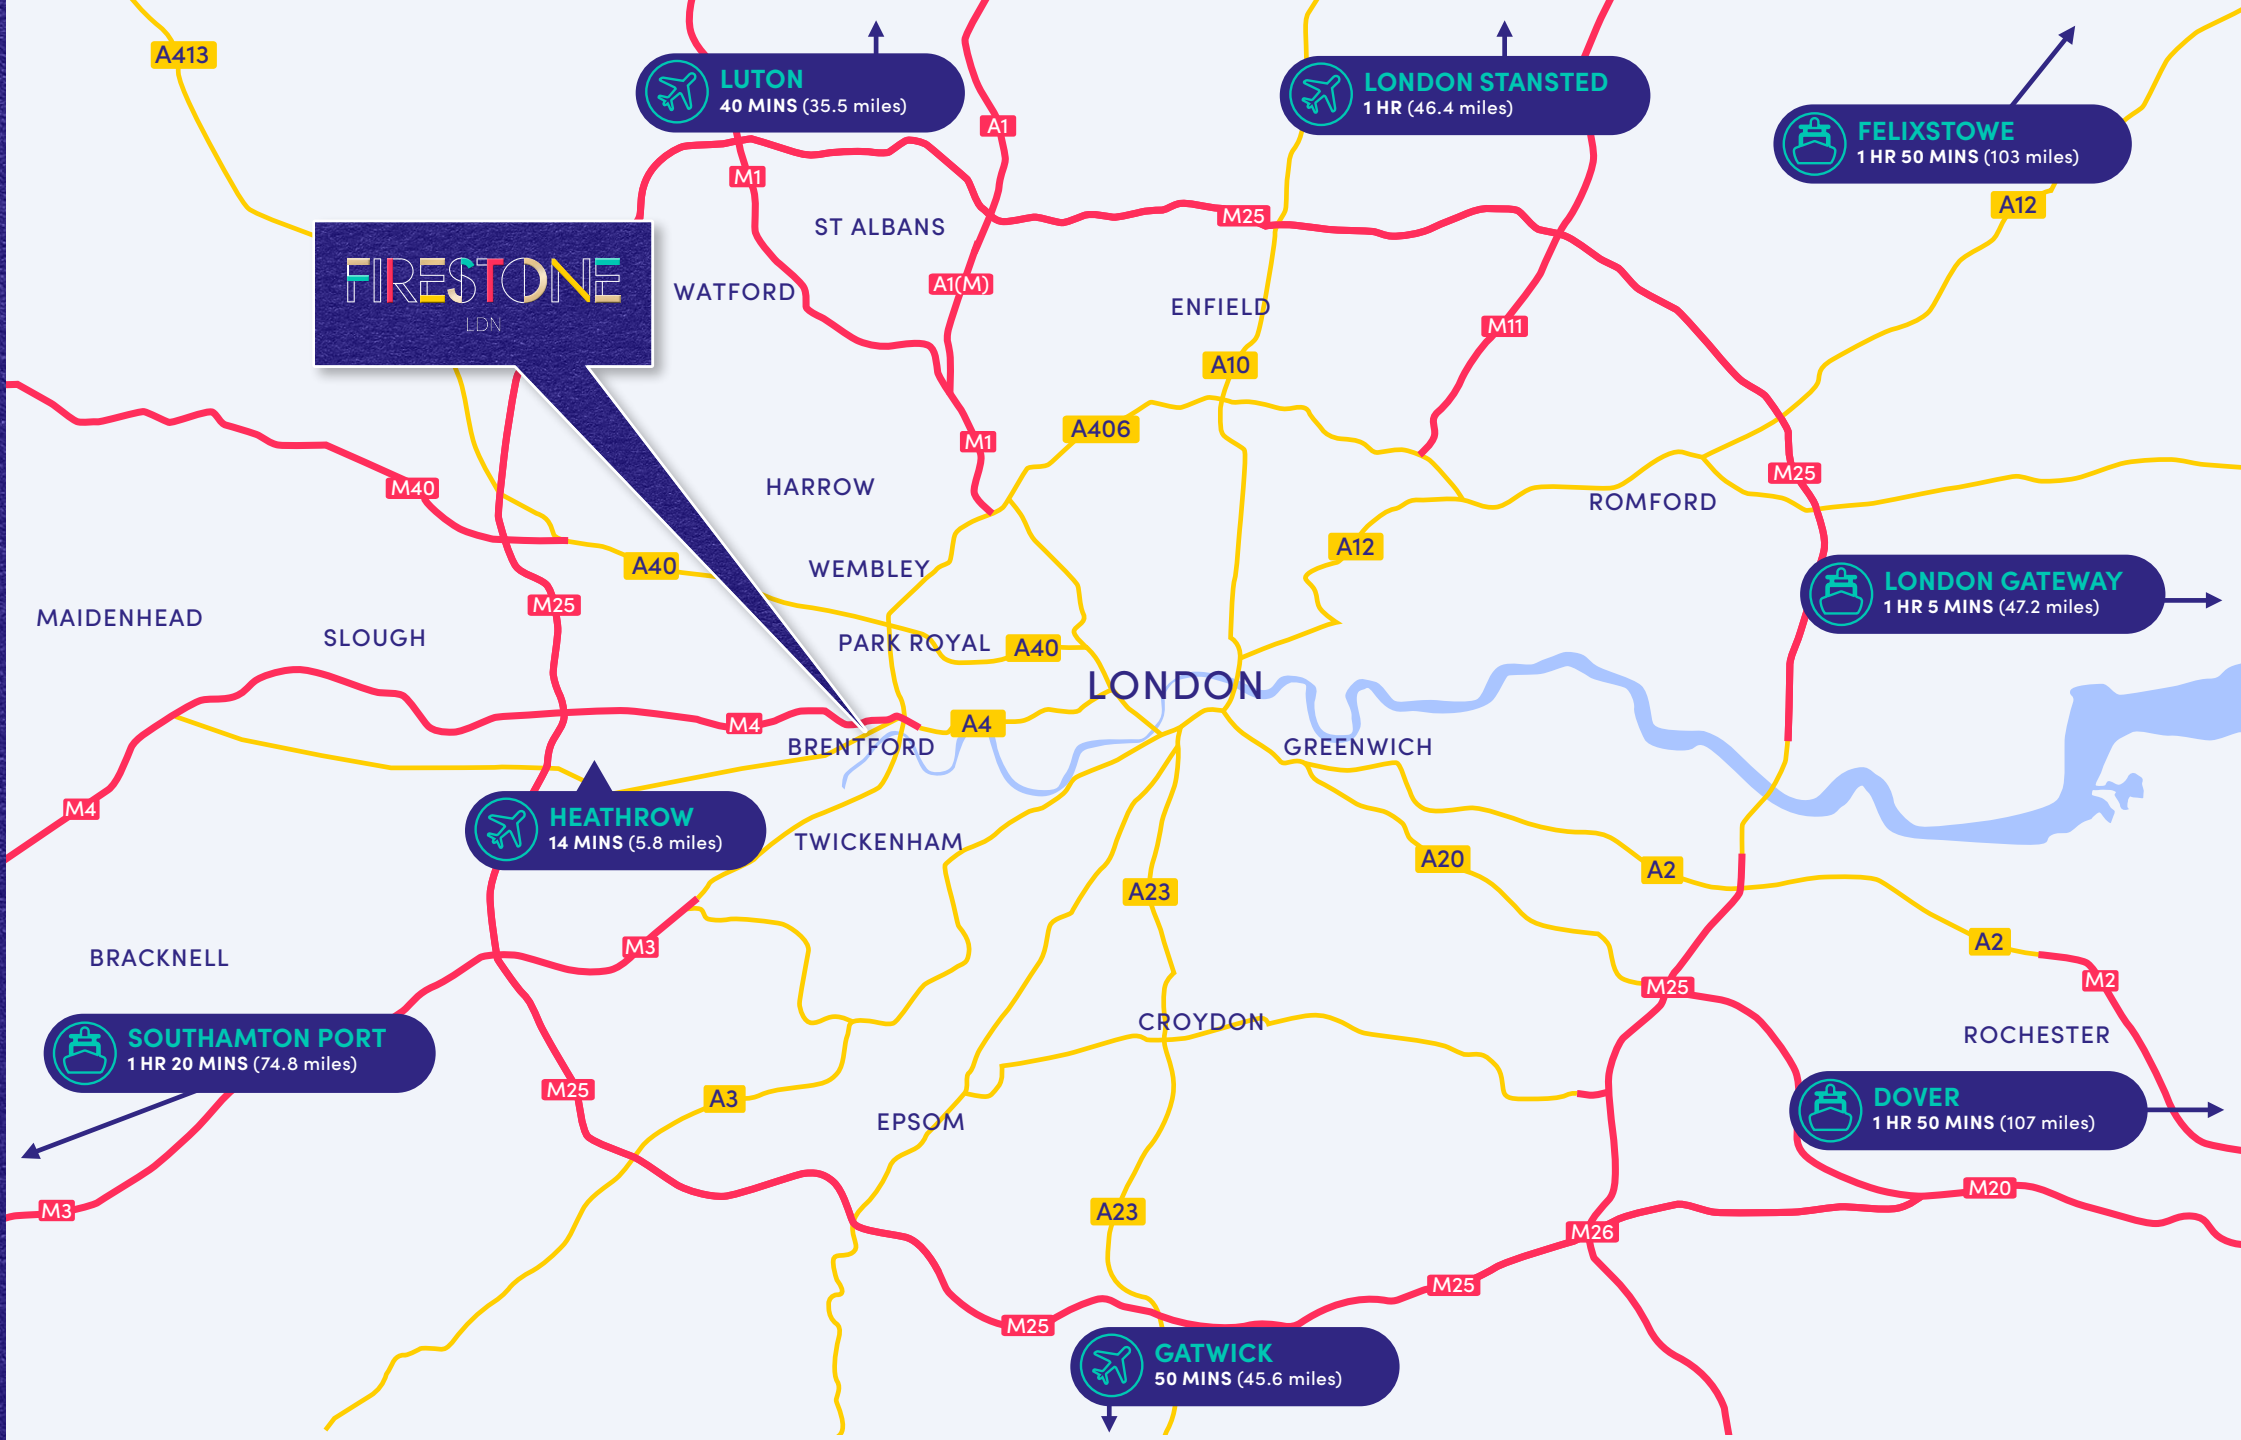 A413
LUTON
40 MINS (35.5 miles)
LONDON STANSTED
1 HR (46.4 miles)
A1
FELIXSTOWE
1 HR 50 MINS (103 miles)
M1
A12
M25
ST ALBANS
FIRESTONE
LDN
A1(M)
WATFORD
ENFIELD
M11
A10
A406
M1
HARROW
M40
M25
ROMFORD
A12
WEMBLEY
A40
LONDON GATEWAY
1 HR 5 MINS (47.2 miles)
M25
MAIDENHEAD
SLOUGH
PARK ROYAL
A40
LONDON
M4
A4
BRENTFORD
GREENWICH
M4
HEATHROW
14 MINS (5.8 miles)
TWICKENHAM
A20
A2
A23
M3
A2
BRACKNELL
M25
M2
CROYDON
ROCHESTER
SOUTHAMTON PORT
1 HR 20 MINS (74.8 miles)
M25
A3
DOVER
1 HR 50 MINS (107 miles)
EPSOM
M20
M3
A23
M26
M25
M25
GATWICK
50 MINS (45.6 miles)